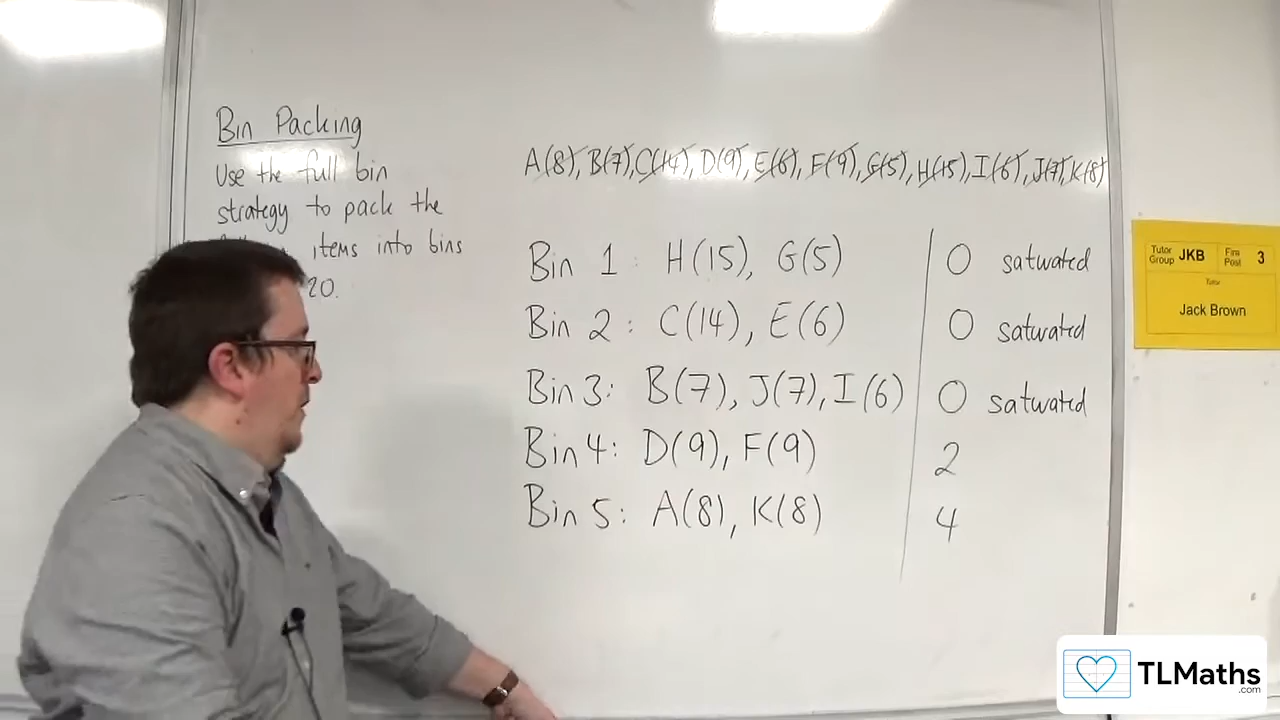 Bin Packing
Use the full bin
strategy to pack the
items into bins
20.
A(8), B(7), C(14), D(9), E(6), F(9), G(5), H(15), I(6), J(7), K(8)
Bin 1: H(15), G(5) 0 saturated
Bin 2: C(14), E(6) 0 saturated
Bin 3: B(7), J(7), I(6) 0 saturated
Bin 4: D(9), F(9) 2
Bin 5: A(8), K(8) 4
Tutor Group JKB Fire Post 3
Tutor
Jack Brown
TLMaths
.com